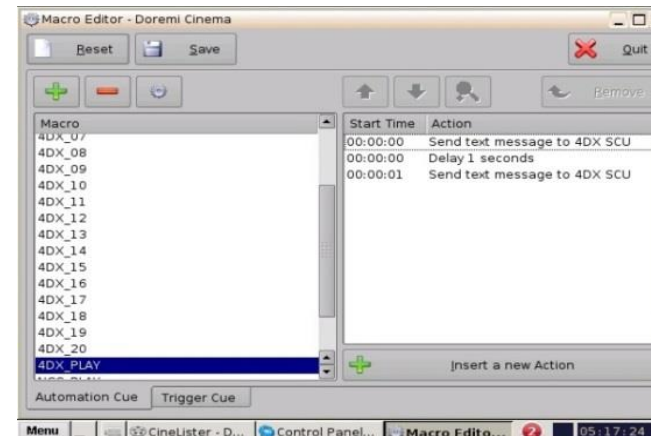 Macro Editor - Doremi Cinema
Reset
Save
Quit
Remove
Macro
Start Time Action
4DX_07
4DX_08
4DX_09
4DX_10
4DX_11
4DX_12
4DX_13
4DX_14
4DX_15
4DX_16
4DX_17
4DX_18
4DX_19
4DX_20
4DX_PLAY
00:00:00 Send text message to 4DX SCU
00:00:00 Delay 1 seconds
00:00:01 Send text message to 4DX SCU
Insert a new Action
Automation Cue
Trigger Cue
Menu
CineLister - D...
Control Panel...
Macro Edito...
05:17:24